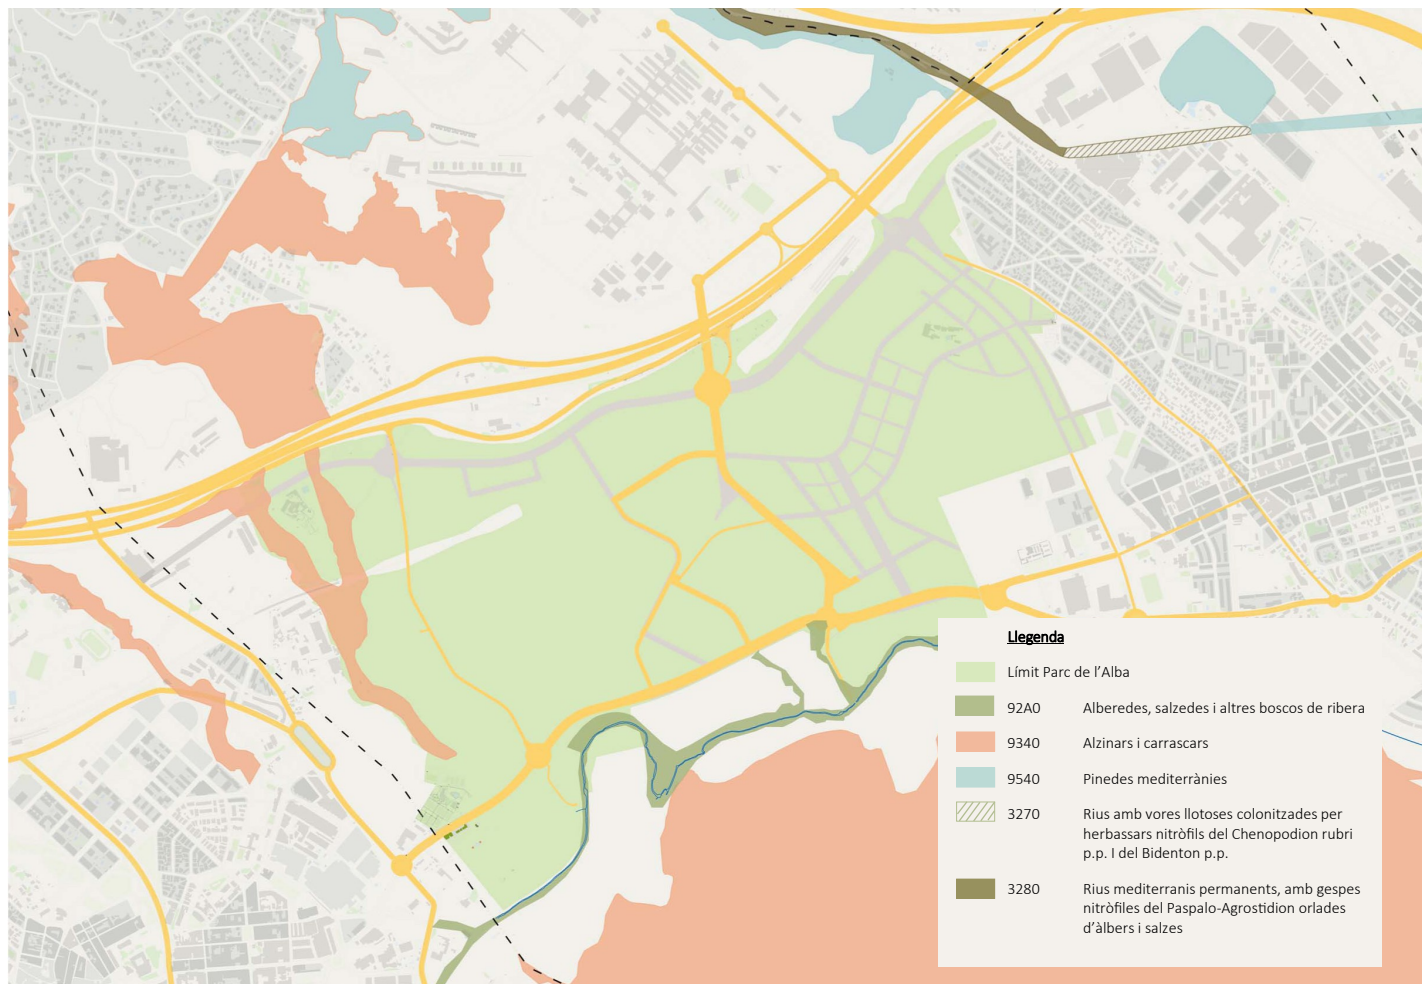 Llegenda
Límit Parc de l'Alba
92A0 Alberedes, salzedes i altres boscos de ribera
9340 Alzinars i carrascars
9540 Pinedes mediterrànies
3270 Rius amb vores llotoses colonitzades per
herbassars nitròfils del Chenopodion rubri
p.p. I del Bidenton p.p.
3280 Rius mediterranis permanents, amb gespes
nitròfiles del Paspalo-Agrostidion orlades
d'àlbers i salzes